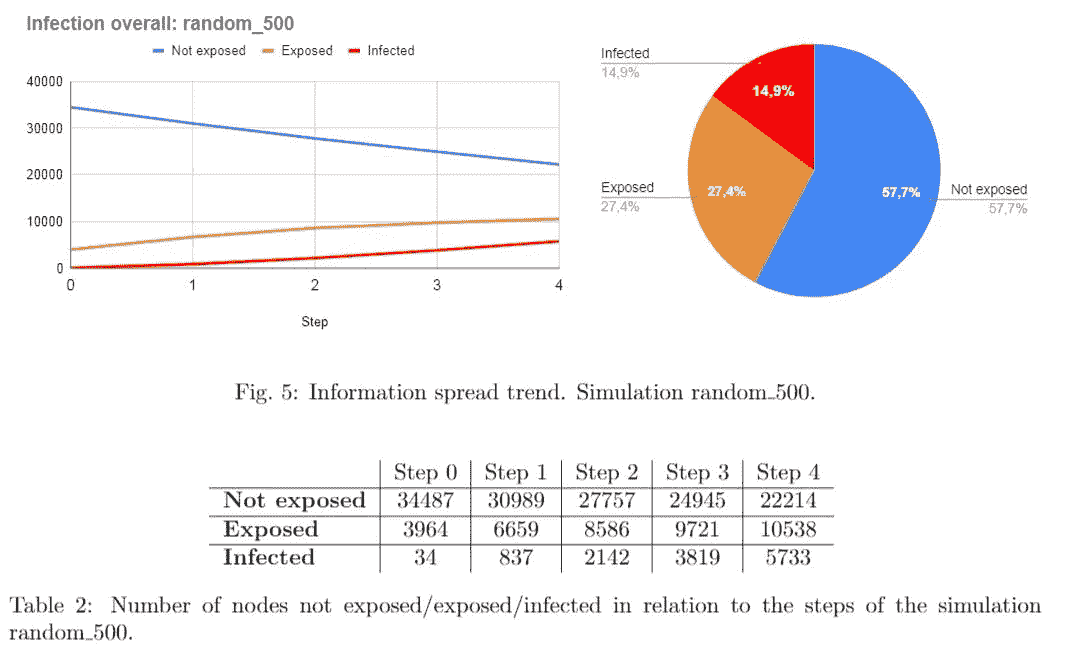 Infection overall: random_500
Not exposed Exposed Infected
40000
30000
20000
10000
0
0 1 2 3 4
Step
Infected
14,9%
14,9%
Exposed
27,4%
27,4%
57,7%
Not exposed
57,7%
Fig. 5: Information spread trend. Simulation random_500.
Step 0 Step 1 Step 2 Step 3 Step 4
Not exposed 34487 30989 27757 24945 22214
Exposed 3964 6659 8586 9721 10538
Infected 34 837 2142 3819 5733
Table 2: Number of nodes not exposed/exposed/infected in relation to the steps of the simulation
random_500.